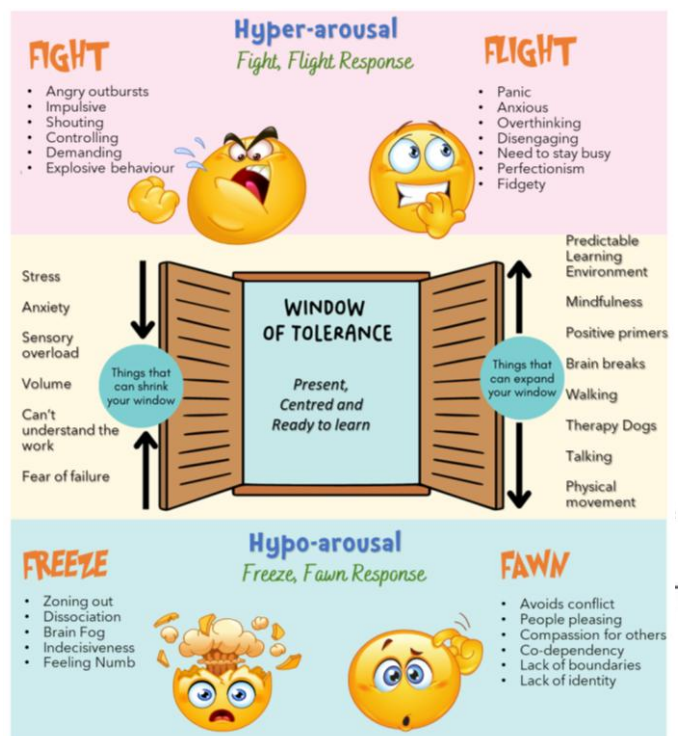 Hyper-arousal
Fight, Flight Response
FIGHT
• Angry outbursts
• Impulsive
• Shouting
• Controlling
• Demanding
• Explosive behaviour
FLIGHT
• Panic
• Anxious
• Overthinking
• Disengaging
• Need to stay busy
• Perfectionism
• Fidgety
Stress
Anxiety
Sensory
overload
Volume
Can't
understand the
work
Fear of failure
Things that
can shrink
your window
WINDOW
OF TOLERANCE
Present,
Centred and
Ready to learn
Things that
can expand
your window
Predictable
Learning
Environment
Mindfulness
Positive primers
Brain breaks
Walking
Therapy Dogs
Talking
Physical
movement
Hypo-arousal
Freeze, Fawn Response
FREEZE
• Zoning out
• Dissociation
• Brain Fog
• Indecisiveness
• Feeling Numb
FAWN
• Avoids conflict
• People pleasing
• Compassion for others
• Co-dependency
• Lack of boundaries
• Lack of identity